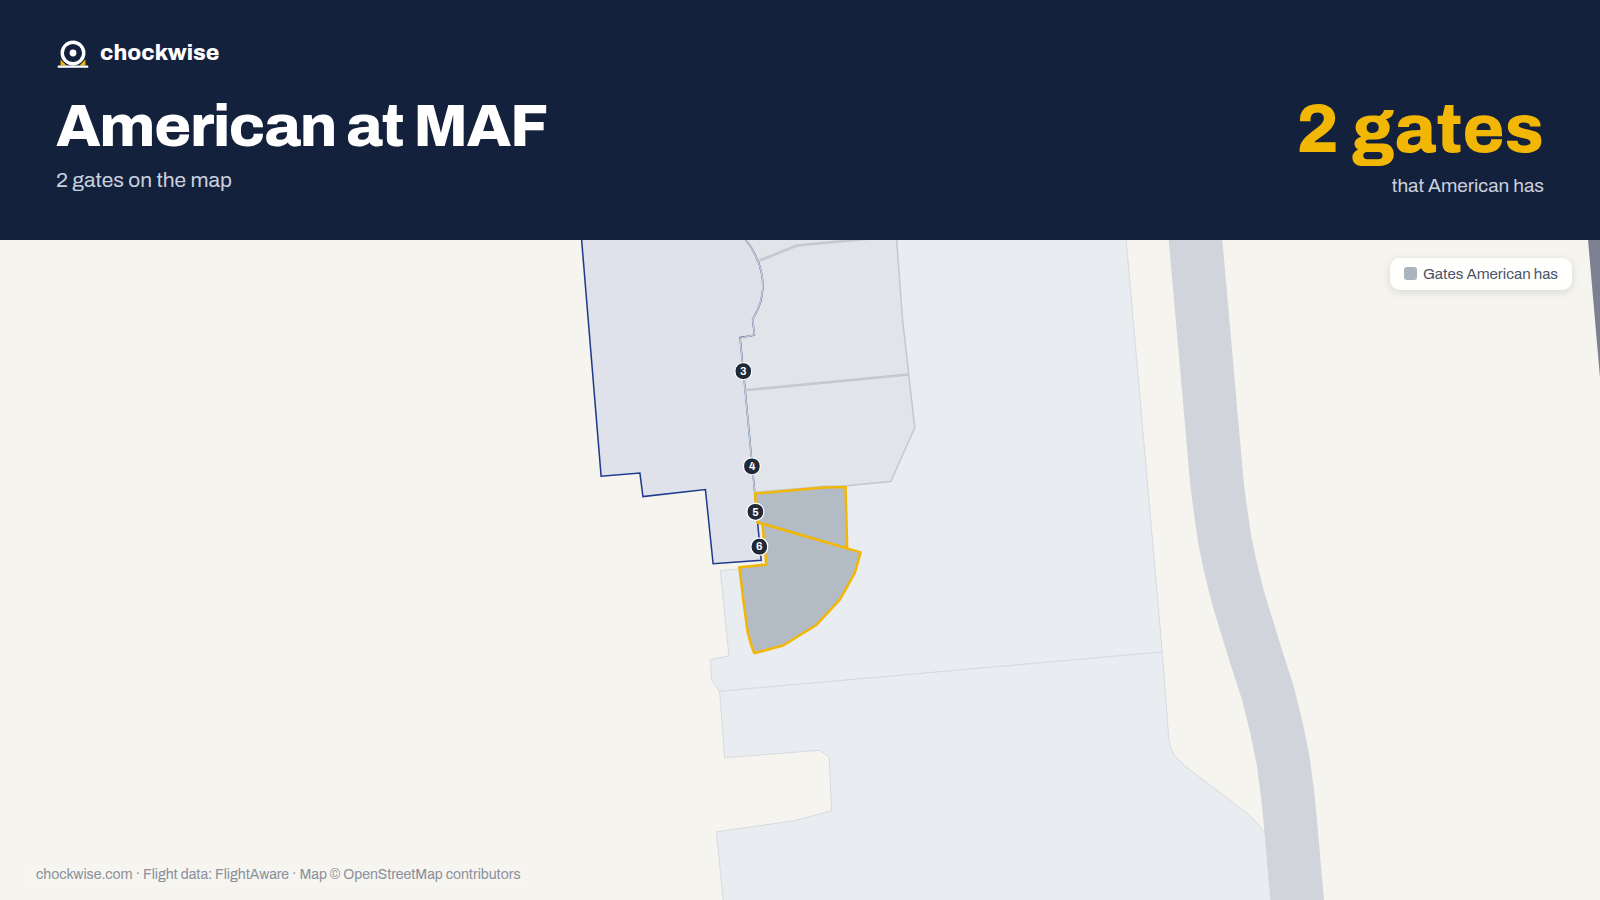 chockwise
American at MAF
2 gates on the map
2 gates
that American has
Gates American has
3
4
5
6
chockwise.com · Flight data: FlightAware · Map © OpenStreetMap contributors